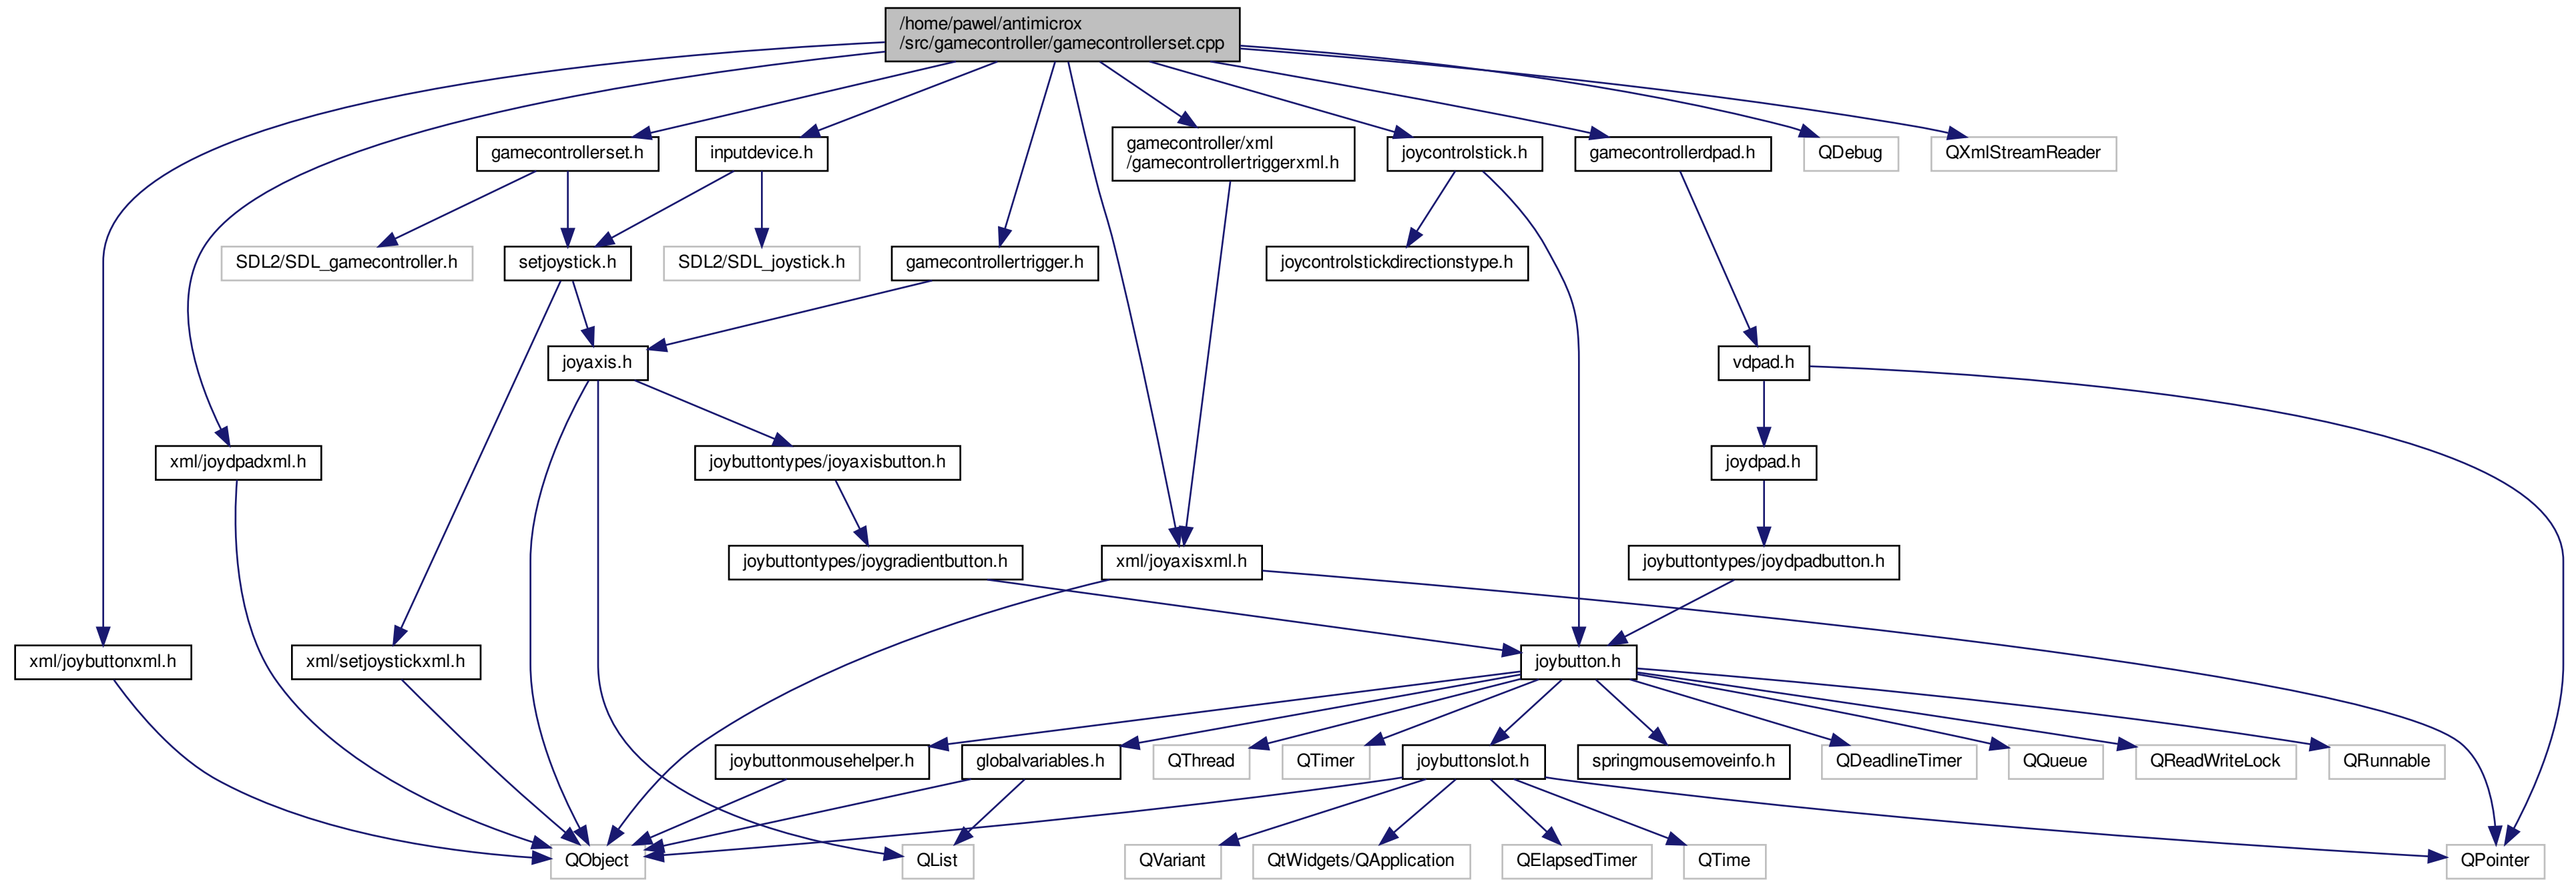 /home/pawel/antimicrox
/src/gamecontroller/gamecontrollerset.cpp
gamecontrollerset.h
inputdevice.h
gamecontroller/xml
/gamecontrollertriggerxml.h
joycontrolstick.h
gamecontrollerdpad.h
QDebug
QXmlStreamReader
SDL2/SDL_gamecontroller.h
setjoystick.h
SDL2/SDL_joystick.h
gamecontrollertrigger.h
joycontrolstickdirectionstype.h
joyaxis.h
vdpad.h
xml/joydpadxml.h
joybuttontypes/joyaxisbutton.h
joydpad.h
joybuttontypes/joygradientbutton.h
xml/joyaxisxml.h
joybuttontypes/joydpadbutton.h
xml/joybuttonxml.h
xml/setjoystickxml.h
joybutton.h
joybuttonmousehelper.h
globalvariables.h
QThread
QTimer
joybuttonslot.h
springmousemoveinfo.h
QDeadlineTimer
QQueue
QReadWriteLock
QRunnable
QObject
QList
QVariant
QtWidgets/QApplication
QElapsedTimer
QTime
QPointer